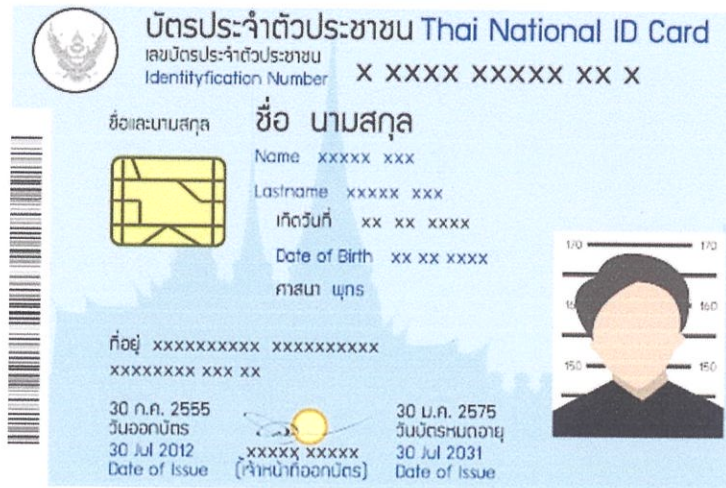 บัตรประจำตัวประชาชน Thai National ID Card
เลขบัตรประจำตัวประชาชน
Identityfication Number X XXXX XXXXX XX X
ชื่อและนามสกุล ชื่อ นามสกุล
Name xxxxx xxx
Lastname xxxxx xxx
เกิดวันที่ xx xx xxxx
Date of Birth xx xx xxxx
ศาสนา พุทธ
170 170
160
150 150
ที่อยู่ xxxxxxxxxx xxxxxxxxxx
xxxxxxxx xxx xx
30 ก.ค. 2555 30 ม.ค. 2575
วันออกบัตร วันบัตรหมดอายุ
30 Jul 2012 xxxxx xxxxx 30 Jul 2031
Date of Issue (เจ้าหน้าที่ออกบัตร) Date of Issue